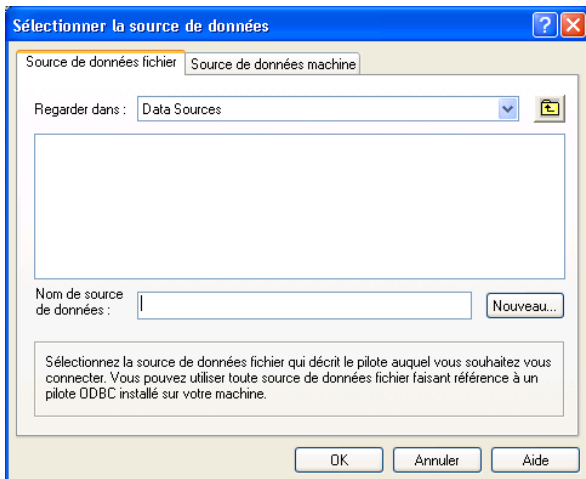 Sélectionner la source de données
Source de données fichier
Source de données machine
Regarder dans :
Data Sources
Nom de source
de données :
Nouveau...
Sélectionnez la source de données fichier qui décrit le pilote auquel vous souhaitez vous
connecter. Vous pouvez utiliser toute source de données fichier faisant référence à un
pilote ODBC installé sur votre machine.
OK
Annuler
Aide